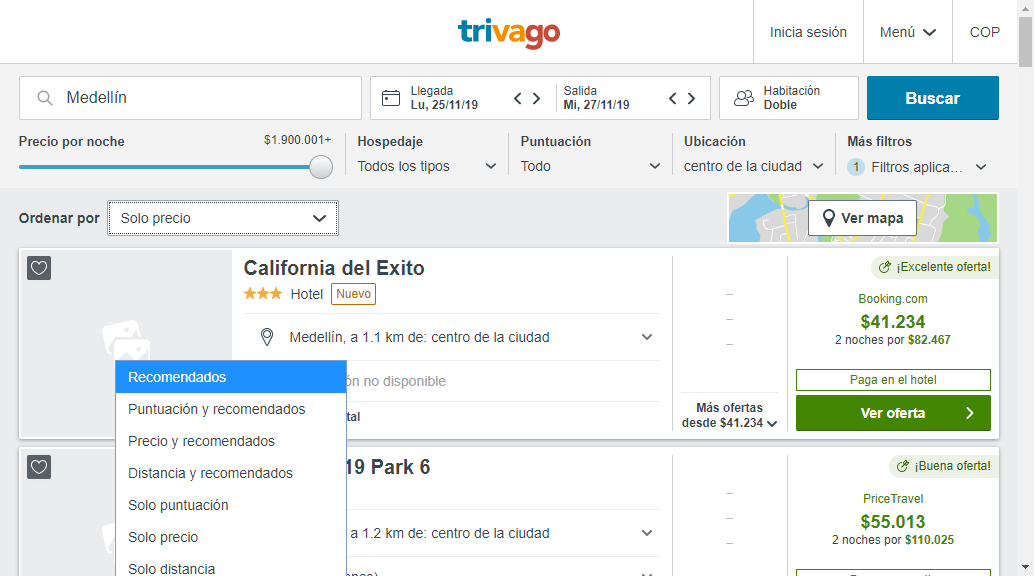 trivago
Inicia sesión
Menú
COP
Medellín
Llegada
Lu, 25/11/19
Salida
Mi, 27/11/19
Habitación
Doble
Buscar
Precio por noche
$1.900.001+
Hospedaje
Todos los tipos
Puntuación
Todo
Ubicación
centro de la ciudad
Más filtros
1 Filtros aplica...
Ordenar por
Solo precio
Ver mapa
California del Exito
Hotel
Nuevo
Medellín, a 1.1 km de: centro de la ciudad
ón no disponible
tal
–
–
–
Más ofertas
desde $41.234
¡Excelente oferta!
Booking.com
$41.234
2 noches por $82.467
Paga en el hotel
Ver oferta
Recomendados
Puntuación y recomendados
Precio y recomendados
Distancia y recomendados
Solo puntuación
Solo precio
Solo distancia
19 Park 6
a 1.2 km de: centro de la ciudad
–
–
–
¡Buena oferta!
PriceTravel
$55.013
2 noches por $110.025